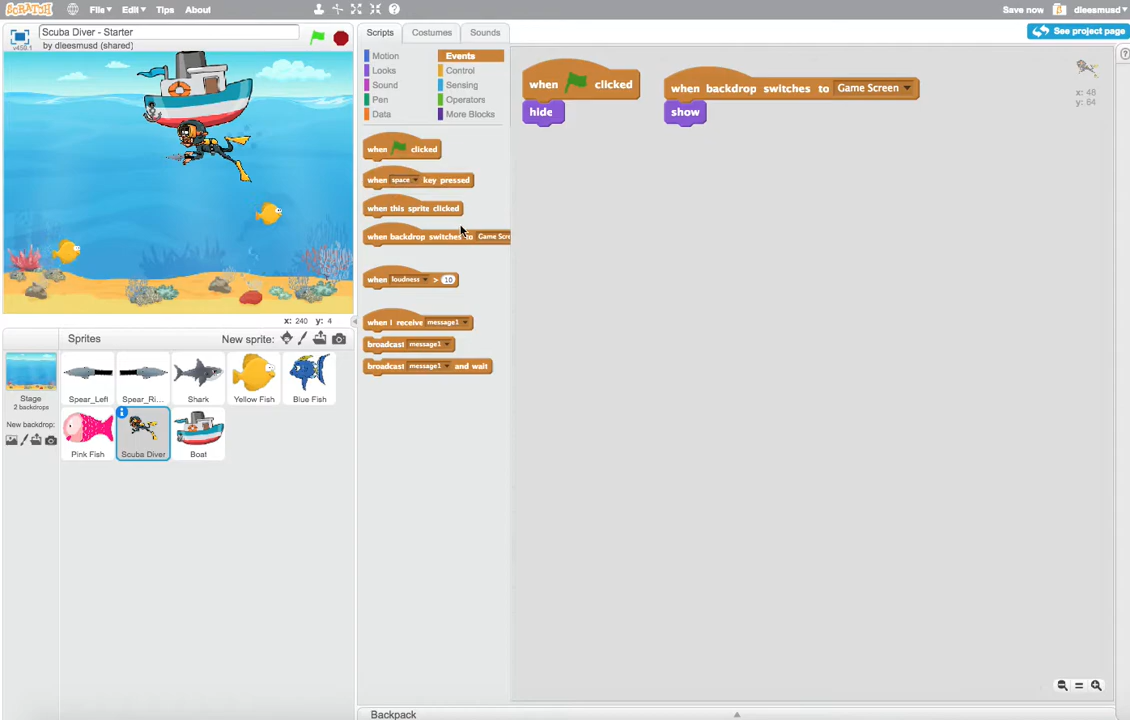 SCRATCH File Edit Tips About Save now dleesmusd
v456.1 Scuba Diver - Starter
by dleesmusd (shared)
Scripts Costumes Sounds See project page
Motion Events
Looks Control
Sound Sensing
Pen Operators
Data More Blocks
when clicked
when space key pressed
when this sprite clicked
when backdrop switches to Game Scre
when loudness > 10
when I receive message1
broadcast message1
broadcast message1 and wait
when clicked
hide
when backdrop switches to Game Screen
show
x: 48
y: 64
x: 240 y: 4
Sprites New sprite:
Stage
2 backdrops
New backdrop:
Spear_Left Spear_Ri... Shark Yellow Fish Blue Fish
Pink Fish Scuba Diver Boat
Backpack